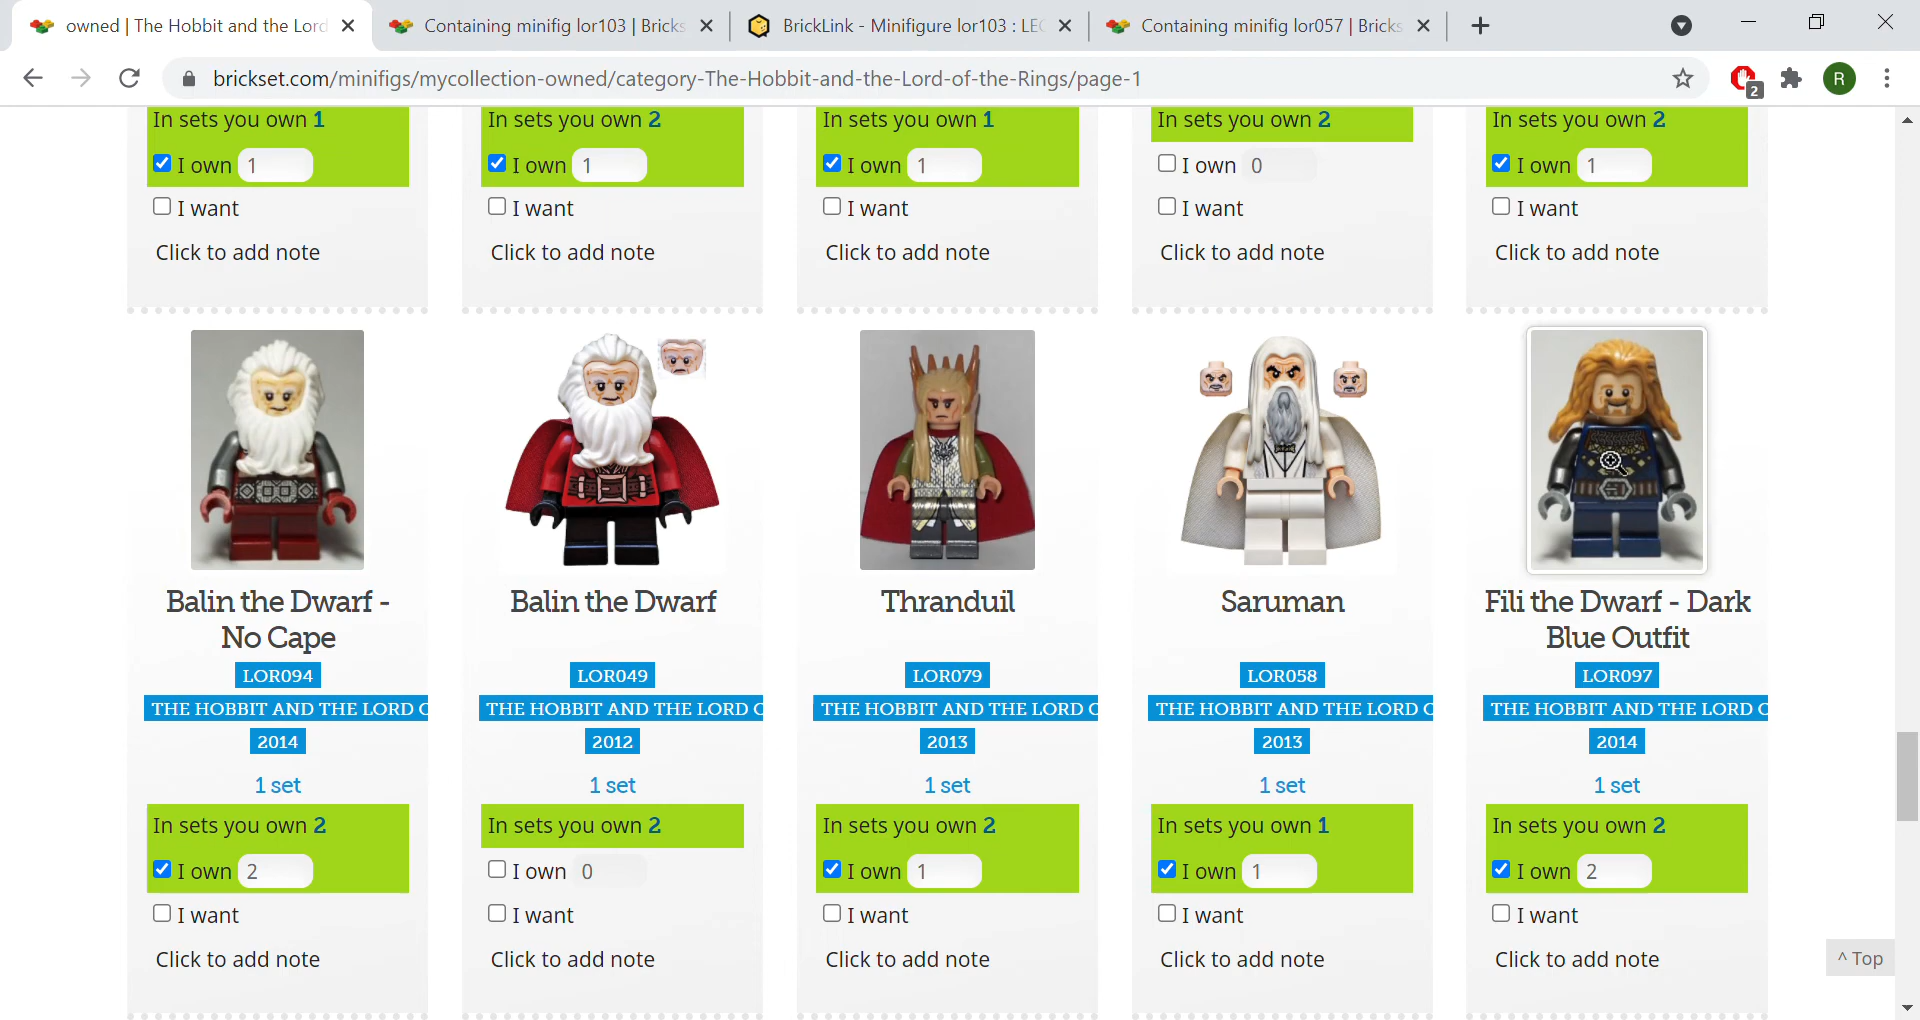 owned | The Hobbit and the Lord
Containing minifig lor103 | Bricks
BrickLink - Minifigure lor103 : LEG
Containing minifig lor057 | Bricks
brickset.com/minifigs/mycollection-owned/category-The-Hobbit-and-the-Lord-of-the-Rings/page-1
2
R
In sets you own 1
In sets you own 2
In sets you own 1
In sets you own 2
In sets you own 2
I own 1
I own 1
I own 1
I own 0
I own 1
I want
I want
I want
I want
I want
Click to add note
Click to add note
Click to add note
Click to add note
Click to add note
Balin the Dwarf -
No Cape
Balin the Dwarf
Thranduil
Saruman
Fili the Dwarf - Dark
Blue Outfit
LOR094
LOR049
LOR079
LOR058
LOR097
THE HOBBIT AND THE LORD O
THE HOBBIT AND THE LORD O
THE HOBBIT AND THE LORD O
THE HOBBIT AND THE LORD O
THE HOBBIT AND THE LORD O
2014
2012
2013
2013
2014
1 set
1 set
1 set
1 set
1 set
In sets you own 2
In sets you own 2
In sets you own 2
In sets you own 1
In sets you own 2
I own 2
I own 0
I own 1
I own 1
I own 2
I want
I want
I want
I want
I want
^ Top
Click to add note
Click to add note
Click to add note
Click to add note
Click to add note